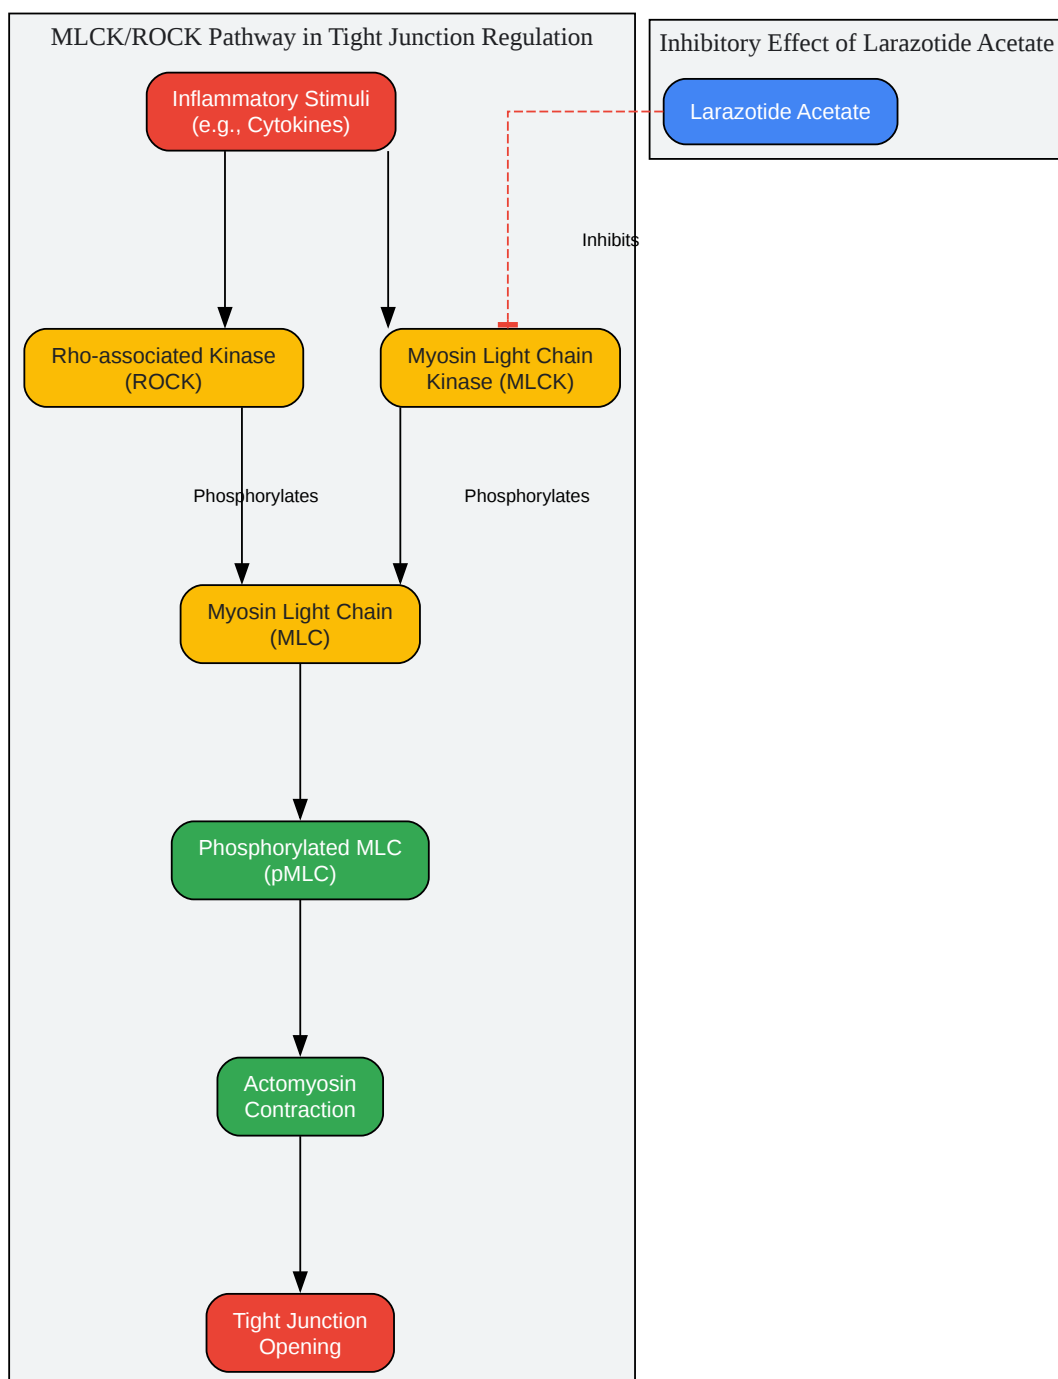 MLCK/ROCK Pathway in Tight Junction Regulation
Inhibitory Effect of Larazotide Acetate
Inflammatory Stimuli
(e.g., Cytokines)
Larazotide Acetate
Inhibits
Rho-associated Kinase
(ROCK)
Myosin Light Chain
Kinase (MLCK)
Phosphorylates
Phosphorylates
Myosin Light Chain
(MLC)
Phosphorylated MLC
(pMLC)
Actomyosin
Contraction
Tight Junction
Opening